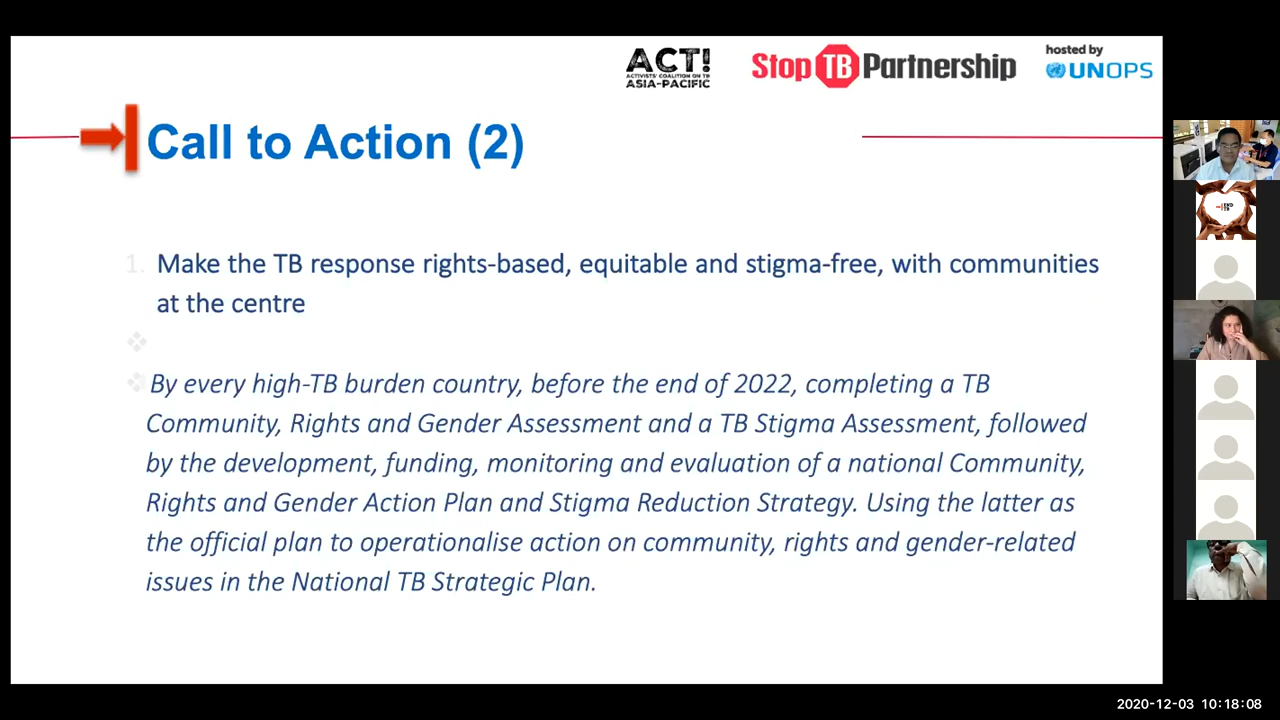 ACT!
ACTIVISTS' COALITION ON TB
ASIA-PACIFIC
Stop TB Partnership
hosted by
UNOPS
Call to Action (2)
1. Make the TB response rights-based, equitable and stigma-free, with communities
at the centre
By every high-TB burden country, before the end of 2022, completing a TB
Community, Rights and Gender Assessment and a TB Stigma Assessment, followed
by the development, funding, monitoring and evaluation of a national Community,
Rights and Gender Action Plan and Stigma Reduction Strategy. Using the latter as
the official plan to operationalise action on community, rights and gender-related
issues in the National TB Strategic Plan.
END
TB
2020-12-03 10:18:08